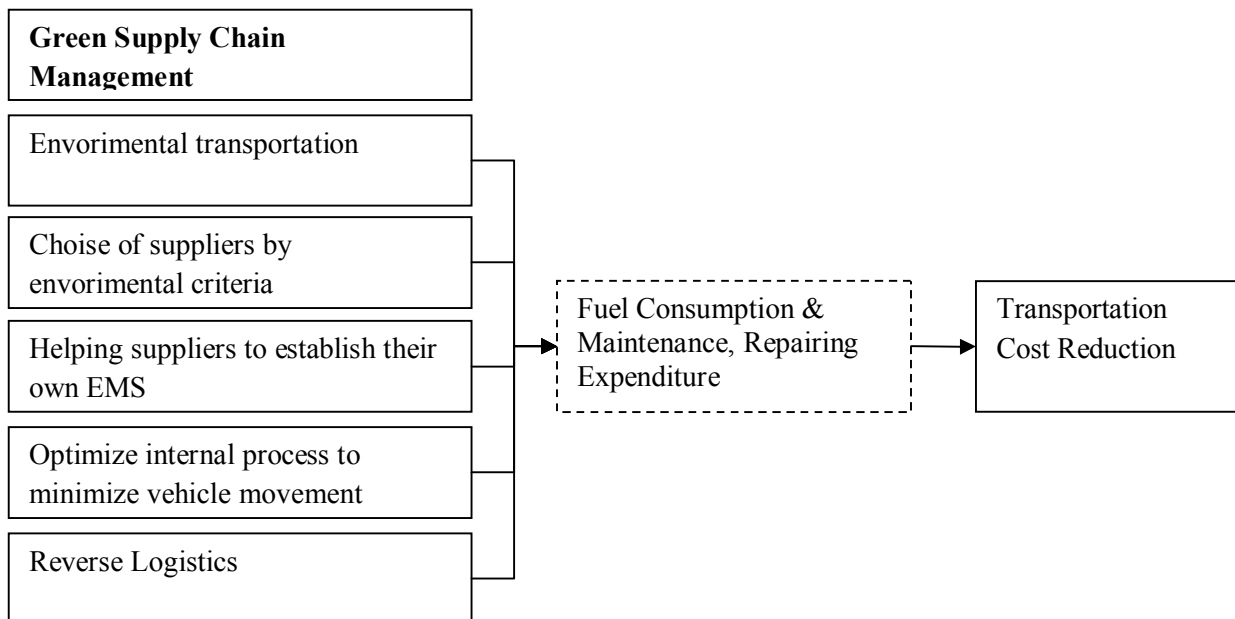 Green Supply Chain
Management
Envorimental transportation
Choise of suppliers by
envorimental criteria
Helping suppliers to establish their
own EMS
Optimize internal process to
minimize vehicle movement
Reverse Logistics
Fuel Consumption &
Maintenance, Repairing
Expenditure
Transportation
Cost Reduction